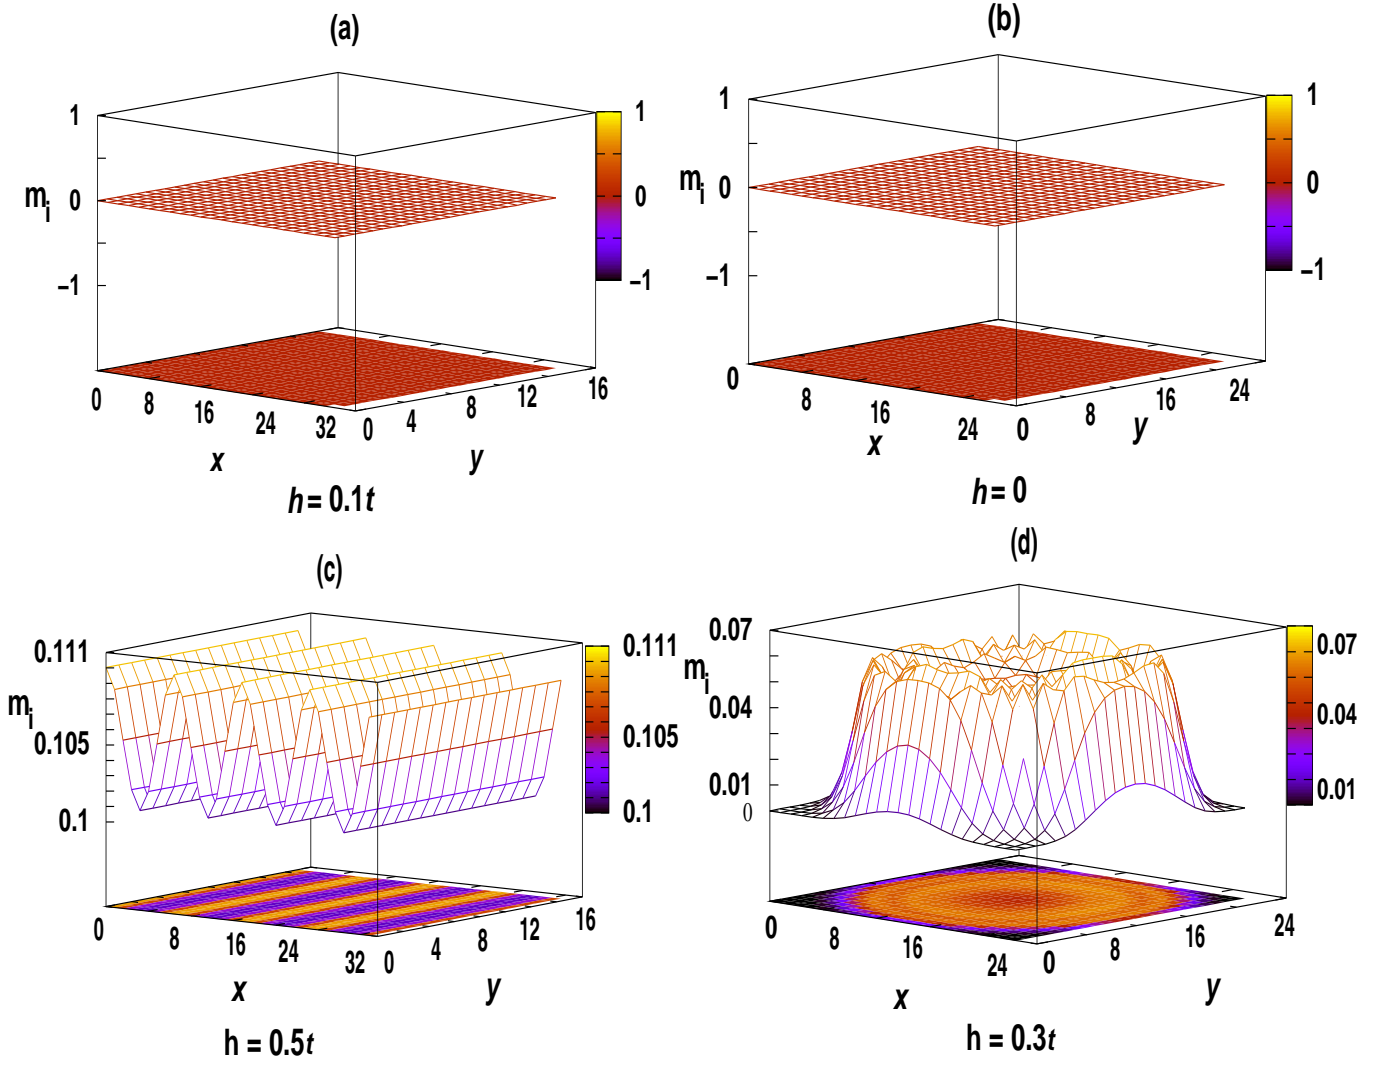 (a)
1
0
−1
m_i
1
0
−1
0 8 16 24 32
0 4 8 12 16
x
y
h = 0.1t
(b)
1
0
−1
m_i
1
0
−1
0 8 16 24
0 8 16 24
x
y
h = 0
(c)
0.111
0.105
0.1
m_i
0.111
0.105
0.1
0 8 16 24 32
0 4 8 12 16
x
y
h = 0.5t
(d)
0.07
0.04
0.01
0
m_i
0.07
0.04
0.01
0 8 16 24
0 8 16 24
x
y
h = 0.3t